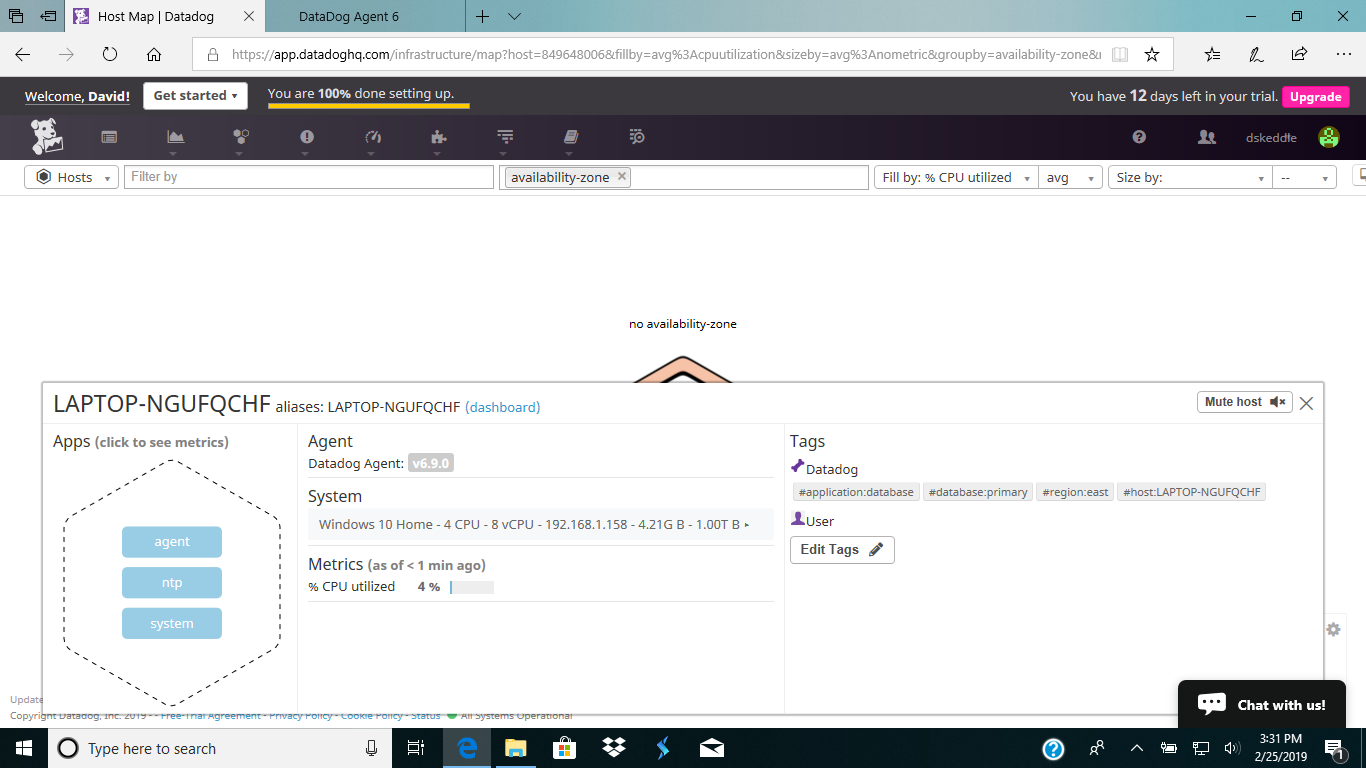 Host Map | Datadog
DataDog Agent 6
https://app.datadoghq.com/infrastructure/map?host=849648006&fillby=avg%3Acpuutilization&sizeby=avg%3Anometric&groupby=availability-zone&
Welcome, David!
Get started
You are 100% done setting up.
You have 12 days left in your trial.
Upgrade
dskeddle
Hosts
Filter by
availability-zone
Fill by: % CPU utilized
avg
Size by:
--
no availability-zone
LAPTOP-NGUFQCHF aliases: LAPTOP-NGUFQCHF (dashboard)
Mute host
Apps (click to see metrics)
agent
ntp
system
Agent
Datadog Agent: v6.9.0
System
Windows 10 Home - 4 CPU - 8 vCPU - 192.168.1.158 - 4.21G B - 1.00T B
Metrics (as of < 1 min ago)
% CPU utilized 4 %
Tags
Datadog
#application:database #database:primary #region:east #host:LAPTOP-NGUFQCHF
User
Edit Tags
Update
Copyright Datadog, Inc. 2019 - - Free-Trial Agreement - Privacy Policy - Cookie Policy - Status All Systems Operational
Chat with us!
Type here to search
3:31 PM
2/25/2019
1